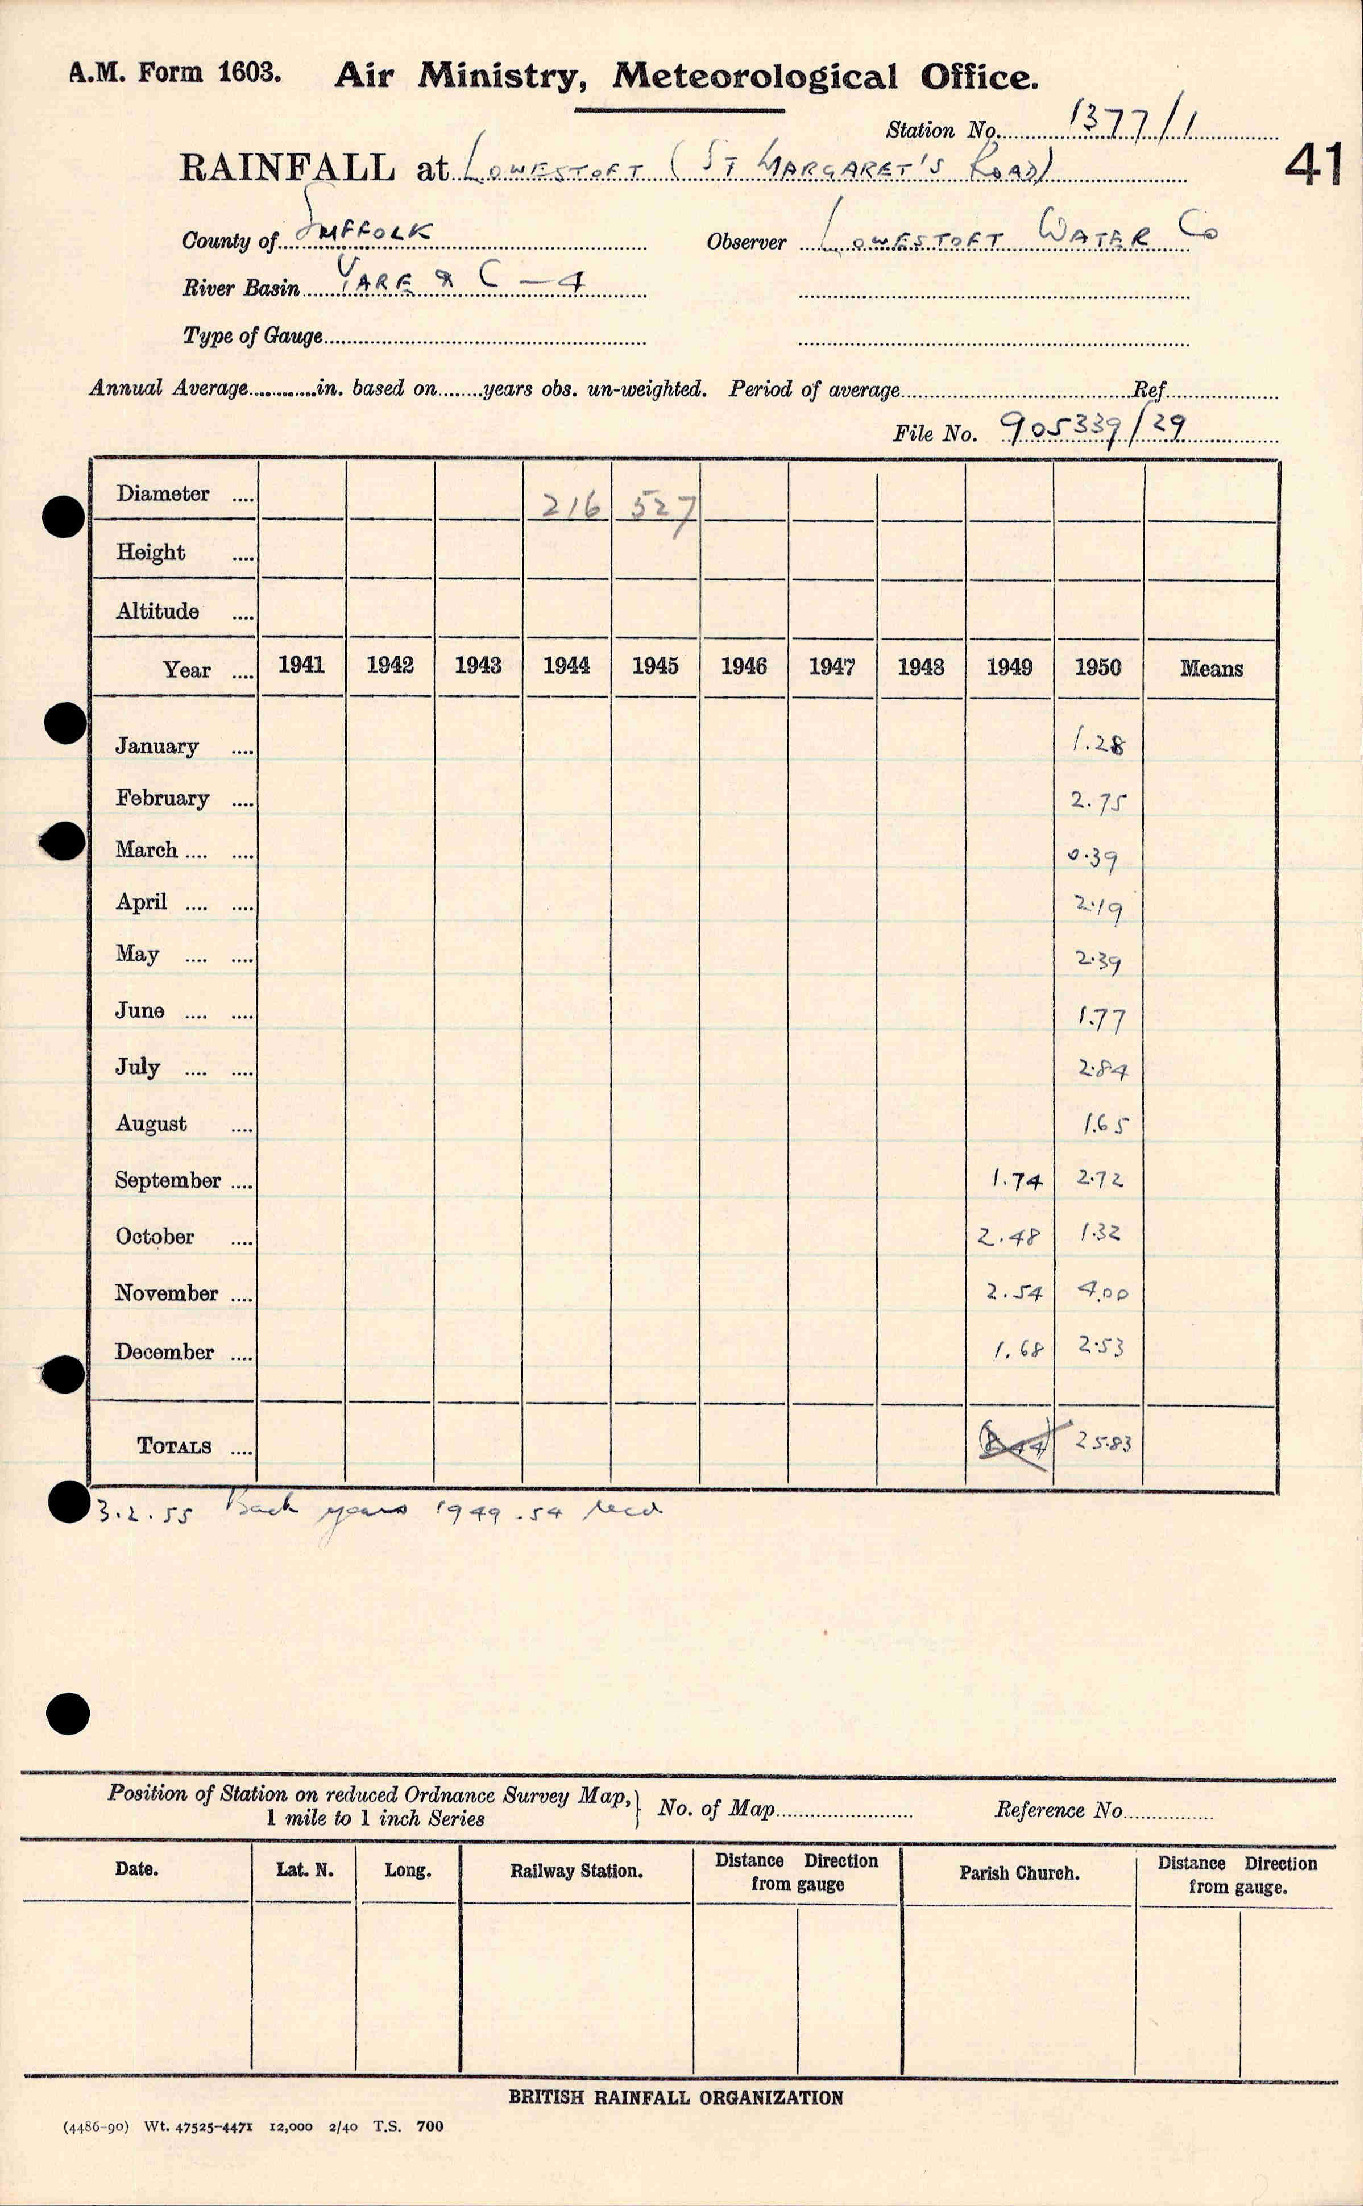 A.M. Form 1603. Air Ministry, Meteorological Office.
Station No. 1377/1
41
RAINFALL at LOWESTOFT (ST MARGARET'S ROAD)
County of SUFFOLK Observer LOWESTOFT WATER Co
River Basin YARE & C - 4
Type of Gauge
Annual Average in. based on years obs. un-weighted. Period of average Ref.
File No. 905339/29
Diameter .... 216 527
Height ....
Altitude ....
Year .... 1941 1942 1943 1944 1945 1946 1947 1948 1949 1950 Means
January .... 1.28
February .... 2.75
March .... .... 0.39
April .... .... 2.19
May .... .... 2.39
June .... .... 1.77
July .... .... 2.84
August .... 1.65
September .... 1.74 2.72
October .... 2.48 1.32
November .... 2.54 4.00
December .... 1.68 2.53
TOTALS .... (8.44) 25.83
3.2.55 Back years 1949.54 recd
Position of Station on reduced Ordnance Survey Map,} No. of Map Reference No
1 mile to 1 inch Series
Date. Lat. N. Long. Railway Station. Distance Direction from gauge Parish Church. Distance Direction from gauge.
BRITISH RAINFALL ORGANIZATION
(4486-90) Wt. 47525-4471 12,000 2/40 T.S. 700